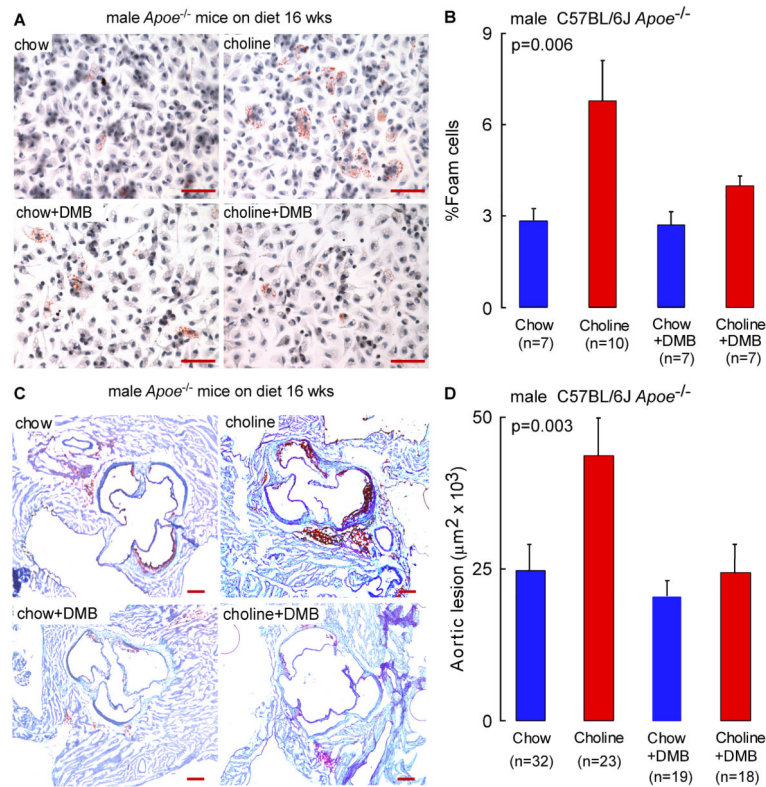 A
male Apoe-/- mice on diet 16 wks
chow
choline
chow+DMB
choline+DMB
B
male C57BL/6J Apoe-/-
p=0.006
9
6
3
0
%Foam cells
Chow
(n=7)
Choline
(n=10)
Chow
+DMB
(n=7)
Choline
+DMB
(n=7)
C
male Apoe-/- mice on diet 16 wks
chow
choline
chow+DMB
choline+DMB
D
male C57BL/6J Apoe-/-
p=0.003
50
25
0
Aortic lesion (µm2 x 103)
Chow
(n=32)
Choline
(n=23)
Chow
+DMB
(n=19)
Choline
+DMB
(n=18)